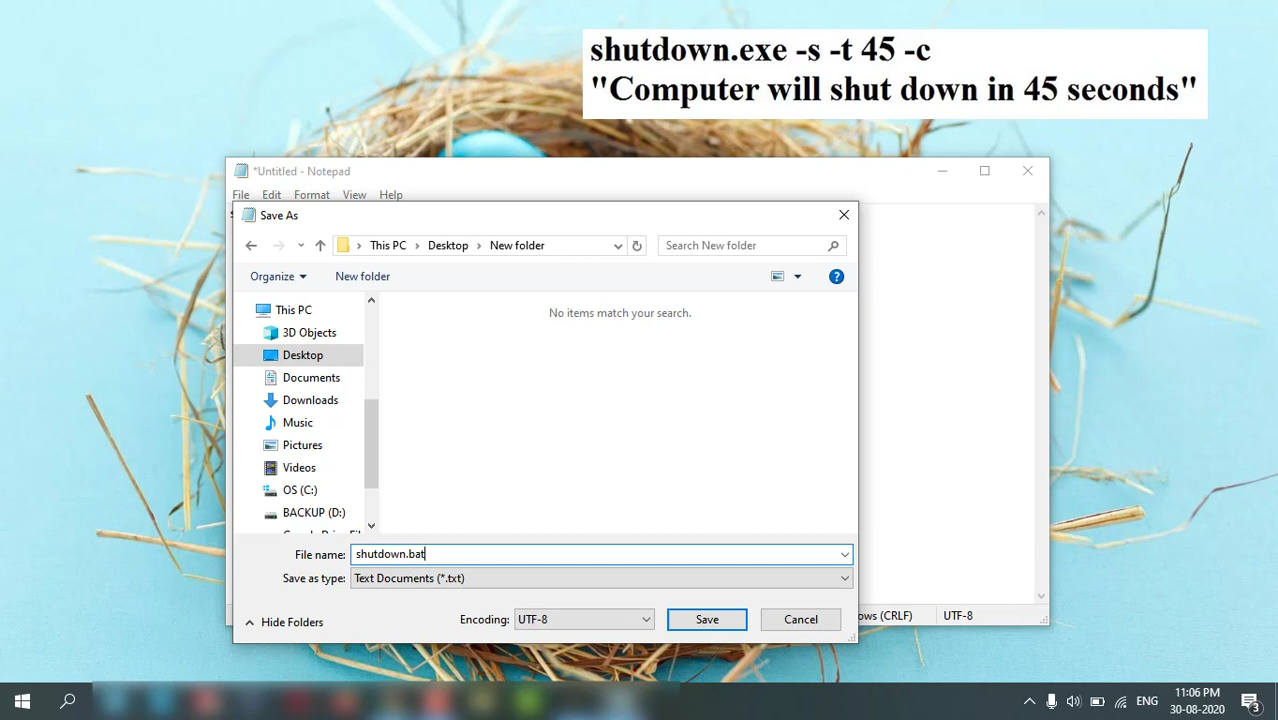 shutdown.exe -s -t 45 -c
"Computer will shut down in 45 seconds"
*Untitled - Notepad
File Edit Format View Help
Save As
This PC Desktop New folder
Search New folder
Organize New folder
This PC
No items match your search.
3D Objects
Desktop
Documents
Downloads
Music
Pictures
Videos
OS (C:)
BACKUP (D:)
File name: shutdown.bat
Save as type: Text Documents (*.txt)
Hide Folders
Encoding: UTF-8
Save
Cancel
(CRLF)
UTF-8
ENG
11:06 PM
30-08-2020
3